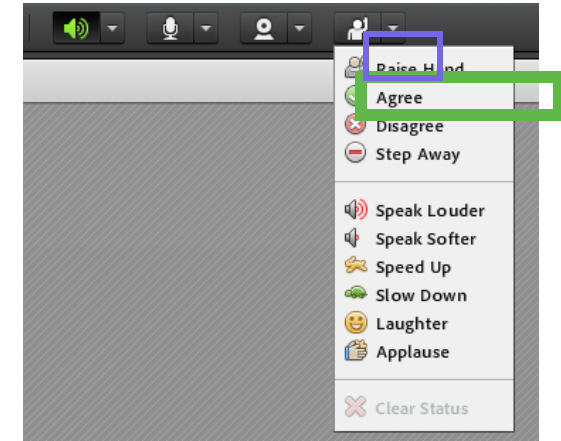 Raise Hand
Agree
Disagree
Step Away
Speak Louder
Speak Softer
Speed Up
Slow Down
Laughter
Applause
Clear Status